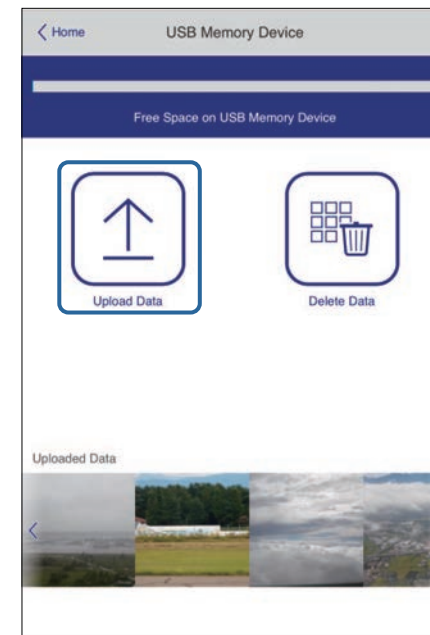 Home
USB Memory Device
Free Space on USB Memory Device
Upload Data
Delete Data
Uploaded Data